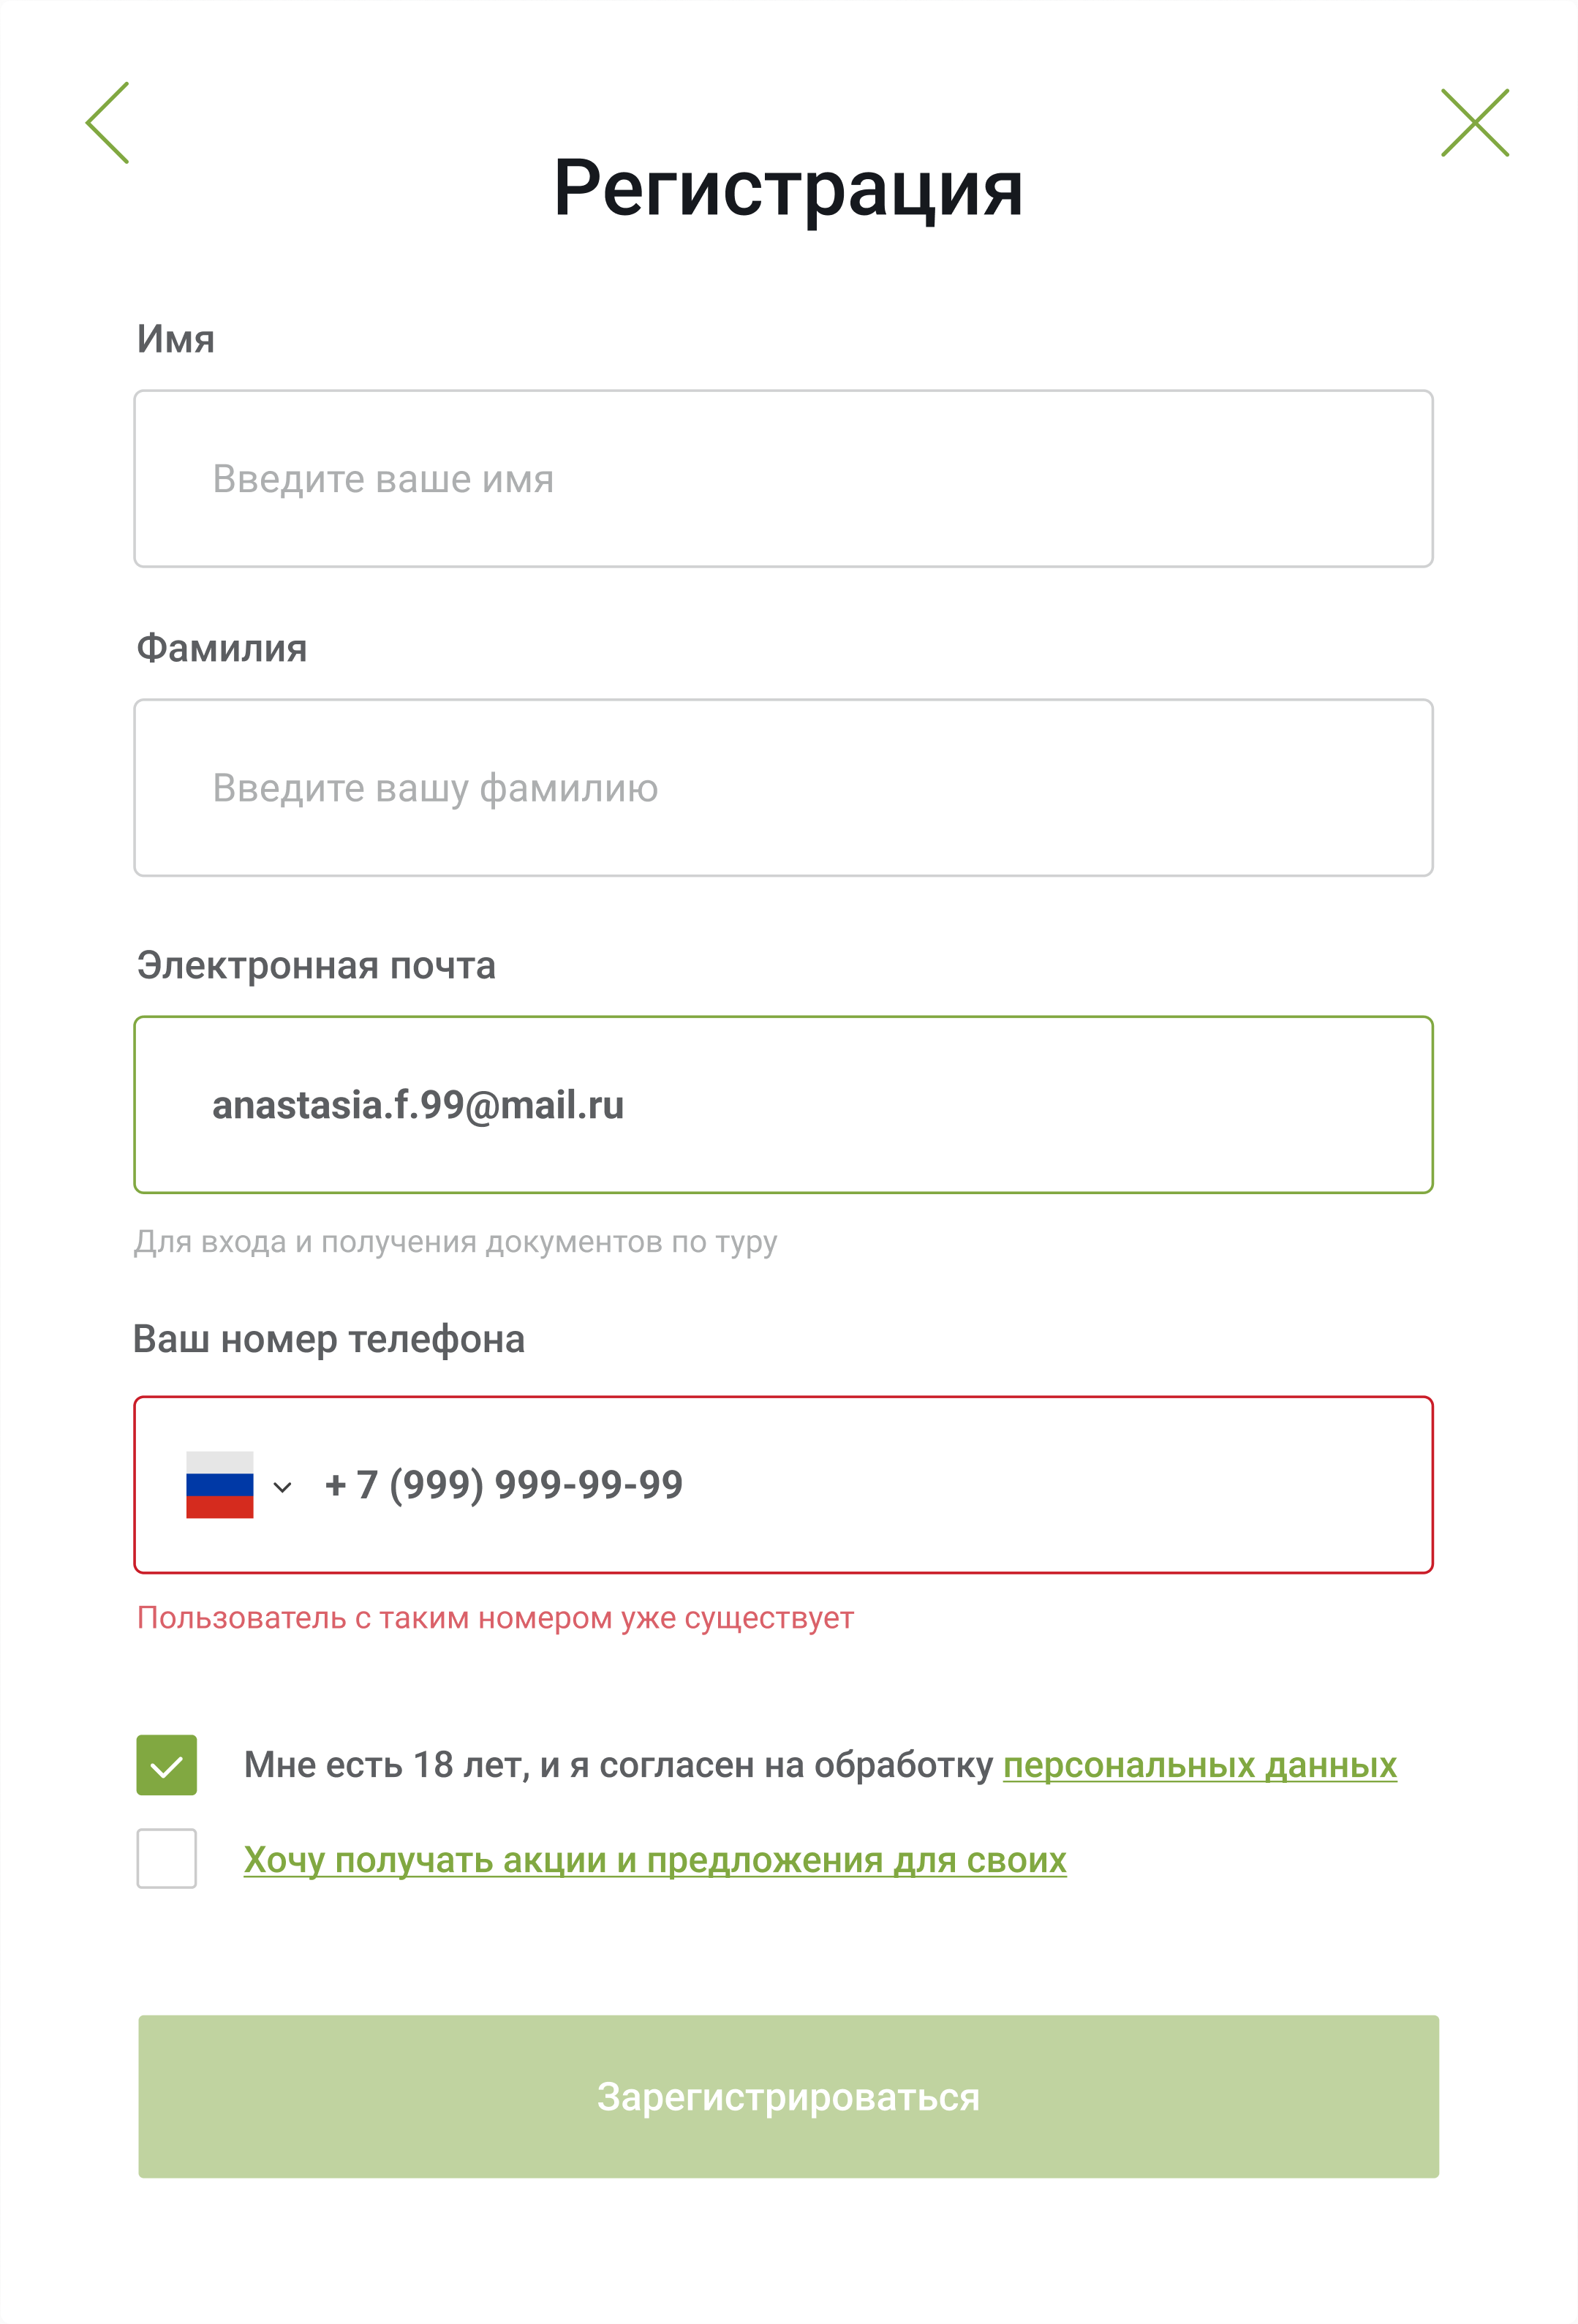 Регистрация
Имя
Введите ваше имя
Фамилия
Введите вашу фамилию
Электронная почта
anastasia.f.99@mail.ru
Для входа и получения документов по туру
Ваш номер телефона
+ 7 (999) 999-99-99
Пользователь с таким номером уже существует
Мне есть 18 лет, и я согласен на обработку персональных данных
Хочу получать акции и предложения для своих
Зарегистрироваться